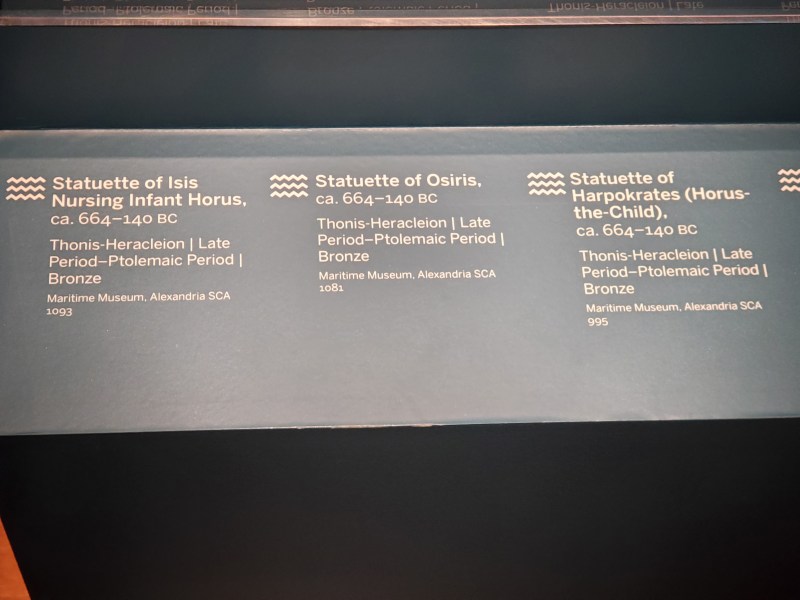 Statuette of Isis
Nursing Infant Horus,
ca. 664–140 BC
Thonis-Heracleion | Late
Period–Ptolemaic Period |
Bronze
Maritime Museum, Alexandria SCA
1093
Statuette of Osiris,
ca. 664–140 BC
Thonis-Heracleion | Late
Period–Ptolemaic Period |
Bronze
Maritime Museum, Alexandria SCA
1081
Statuette of
Harpokrates (Horus-
the-Child),
ca. 664–140 BC
Thonis-Heracleion | Late
Period–Ptolemaic Period |
Bronze
Maritime Museum, Alexandria SCA
995